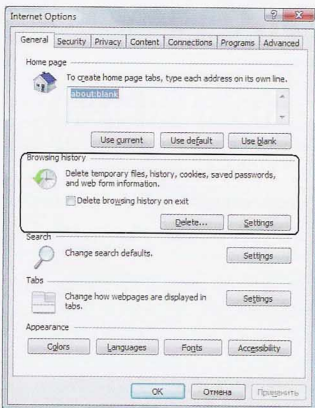 Internet Options
General Security Privacy Content Connections Programs Advanced
Home page
To create home page tabs, type each address on its own line.
about:blank
Use current Use default Use blank
Browsing history
Delete temporary files, history, cookies, saved passwords,
and web form information.
Delete browsing history on exit
Delete... Settings
Search
Change search defaults.
Settings
Tabs
Change how webpages are displayed in
tabs.
Settings
Appearance
Colors Languages Fonts Accessibility
OK Отмена Применить